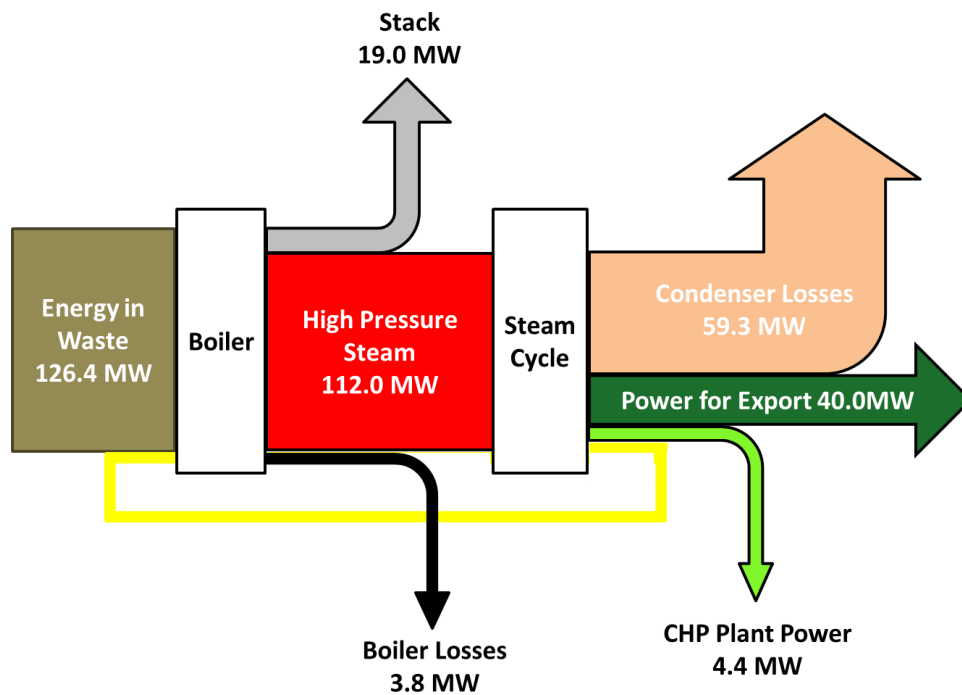 Stack
19.0 MW
Energy in
Waste
126.4 MW
Boiler
High Pressure
Steam
112.0 MW
Steam
Cycle
Condenser Losses
59.3 MW
Power for Export 40.0MW
Boiler Losses
3.8 MW
CHP Plant Power
4.4 MW